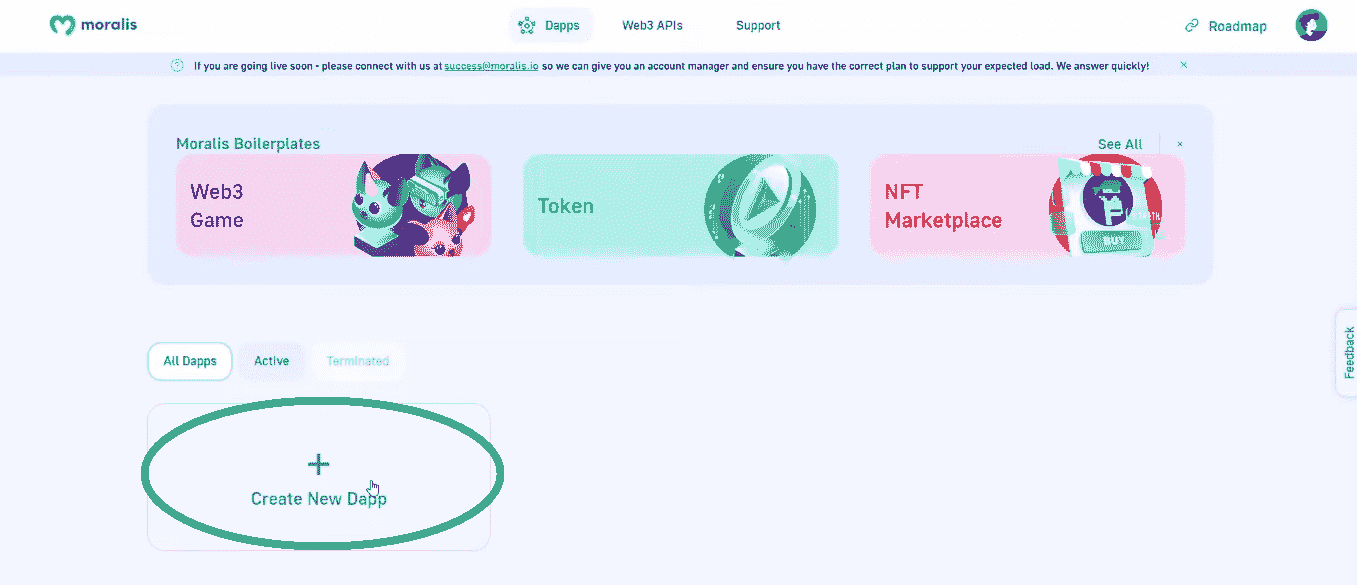 moralis
Dapps
Web3 APIs
Support
Roadmap
If you are going live soon - please connect with us at success@moralis.io so we can give you an account manager and ensure you have the correct plan to support your expected load. We answer quickly!
Moralis Boilerplates
See All
Web3
Game
Token
NFT
Marketplace
BUY
Feedback
All Dapps
Active
Terminated
Create New Dapp